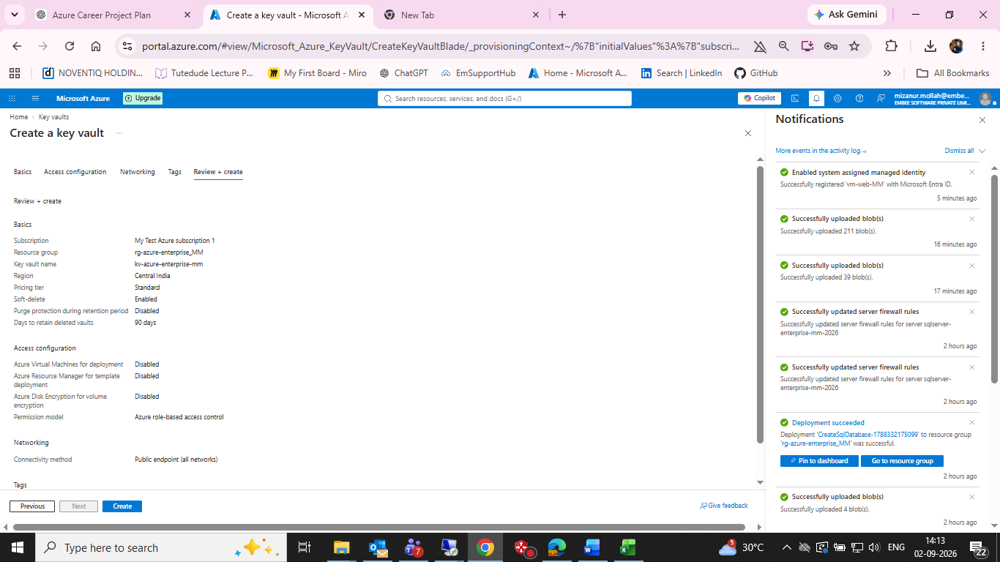 Azure Career Project Plan
Create a key vault - Microsoft A
New Tab
Ask Gemini
portal.azure.com/#view/Microsoft_Azure_KeyVault/CreateKeyVaultBlade/_provisioningContext~/%7B"initialValues"%3A%7B"subscri...
NOVENTIQ HOLDIN...
Tutedude Lecture P...
My First Board - Miro
ChatGPT
EmSupportHub
Home - Microsoft A...
Search | LinkedIn
GitHub
All Bookmarks
Microsoft Azure
Upgrade
Search resources, services, and docs (G+/)
Copilot
mizanur.mollah@embe...
EMBEE SOFTWARE PRIVATE LIMI...
Home > Key vaults
Create a key vault ...
Basics
Access configuration
Networking
Tags
Review + create
Review + create
Basics
Subscription My Test Azure subscription 1
Resource group rg-azure-enterprise_MM
Key vault name kv-azure-enterprise-mm
Region Central India
Pricing tier Standard
Soft-delete Enabled
Purge protection during retention period Disabled
Days to retain deleted vaults 90 days
Access configuration
Azure Virtual Machines for deployment Disabled
Azure Resource Manager for template Disabled
deployment
Azure Disk Encryption for volume Disabled
encryption
Permission model Azure role-based access control
Networking
Connectivity method Public endpoint (all networks)
Tags
Previous
Next
Create
Give feedback
Notifications
More events in the activity log →
Dismiss all
Enabled system assigned managed identity
Successfully registered 'vm-web-MM' with Microsoft Entra ID.
5 minutes ago
Successfully uploaded blob(s)
Successfully uploaded 211 blob(s).
16 minutes ago
Successfully uploaded blob(s)
Successfully uploaded 39 blob(s).
17 minutes ago
Successfully updated server firewall rules
Successfully updated server firewall rules for server sqlserver-
enterprise-mm-2026
2 hours ago
Successfully updated server firewall rules
Successfully updated server firewall rules for server sqlserver-
enterprise-mm-2026
2 hours ago
Deployment succeeded
Deployment 'CreateSqlDatabase-1788332175099' to resource group
'rg-azure-enterprise_MM' was successful.
Pin to dashboard
Go to resource group
2 hours ago
Successfully uploaded blob(s)
Successfully uploaded 4 blob(s).
2 hours ago
Type here to search
7
5
30°C
ENG
14:13
02-09-2026
22